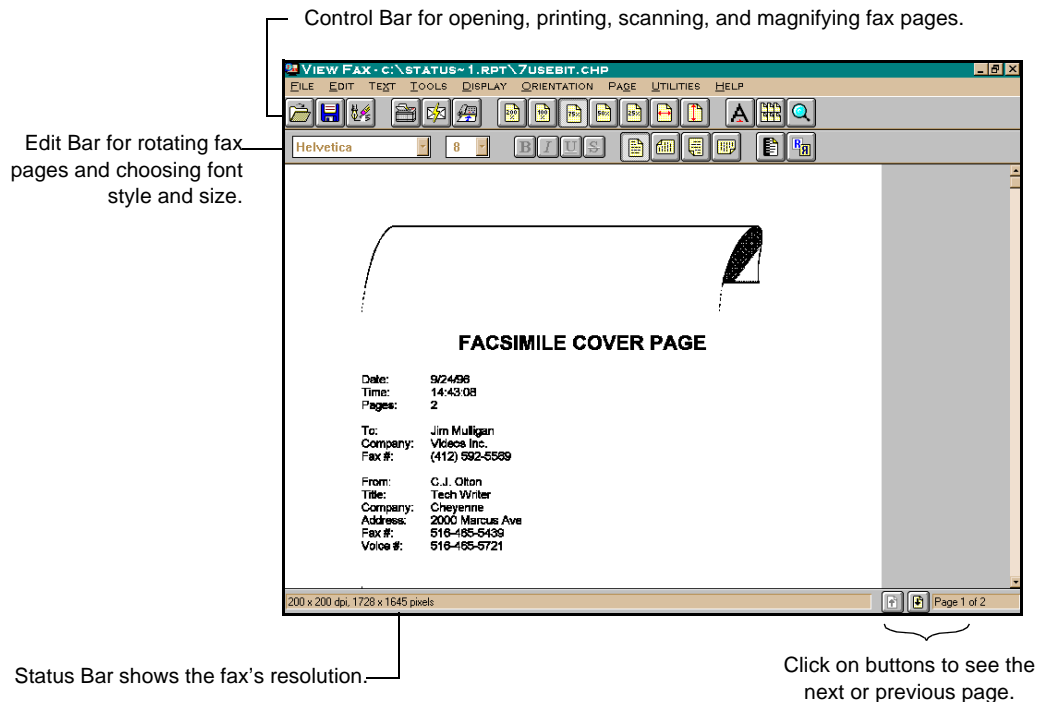 Control Bar for opening, printing, scanning, and magnifying fax pages.
VIEW FAX - C:\STATUS~1.RPT\7USEBIT.CHP
FILE EDIT TEXT TOOLS DISPLAY ORIENTATION PAGE UTILITIES HELP
200% 100% 75% 50% 25% A
Edit Bar for rotating fax
pages and choosing font
style and size.
Helvetica 8 B I U S R R
FACSIMILE COVER PAGE
Date: 9/24/96
Time: 14:43:08
Pages: 2
To: Jim Mulligan
Company: Videos Inc.
Fax #: (412) 592-5569
From: C.J. Olton
Title: Tech Writer
Company: Cheyenne
Address: 2000 Marcus Ave
Fax #: 516-465-5439
Voice #: 516-465-5721
200 x 200 dpi, 1728 x 1645 pixels
Page 1 of 2
Status Bar shows the fax's resolution.
Click on buttons to see the
next or previous page.